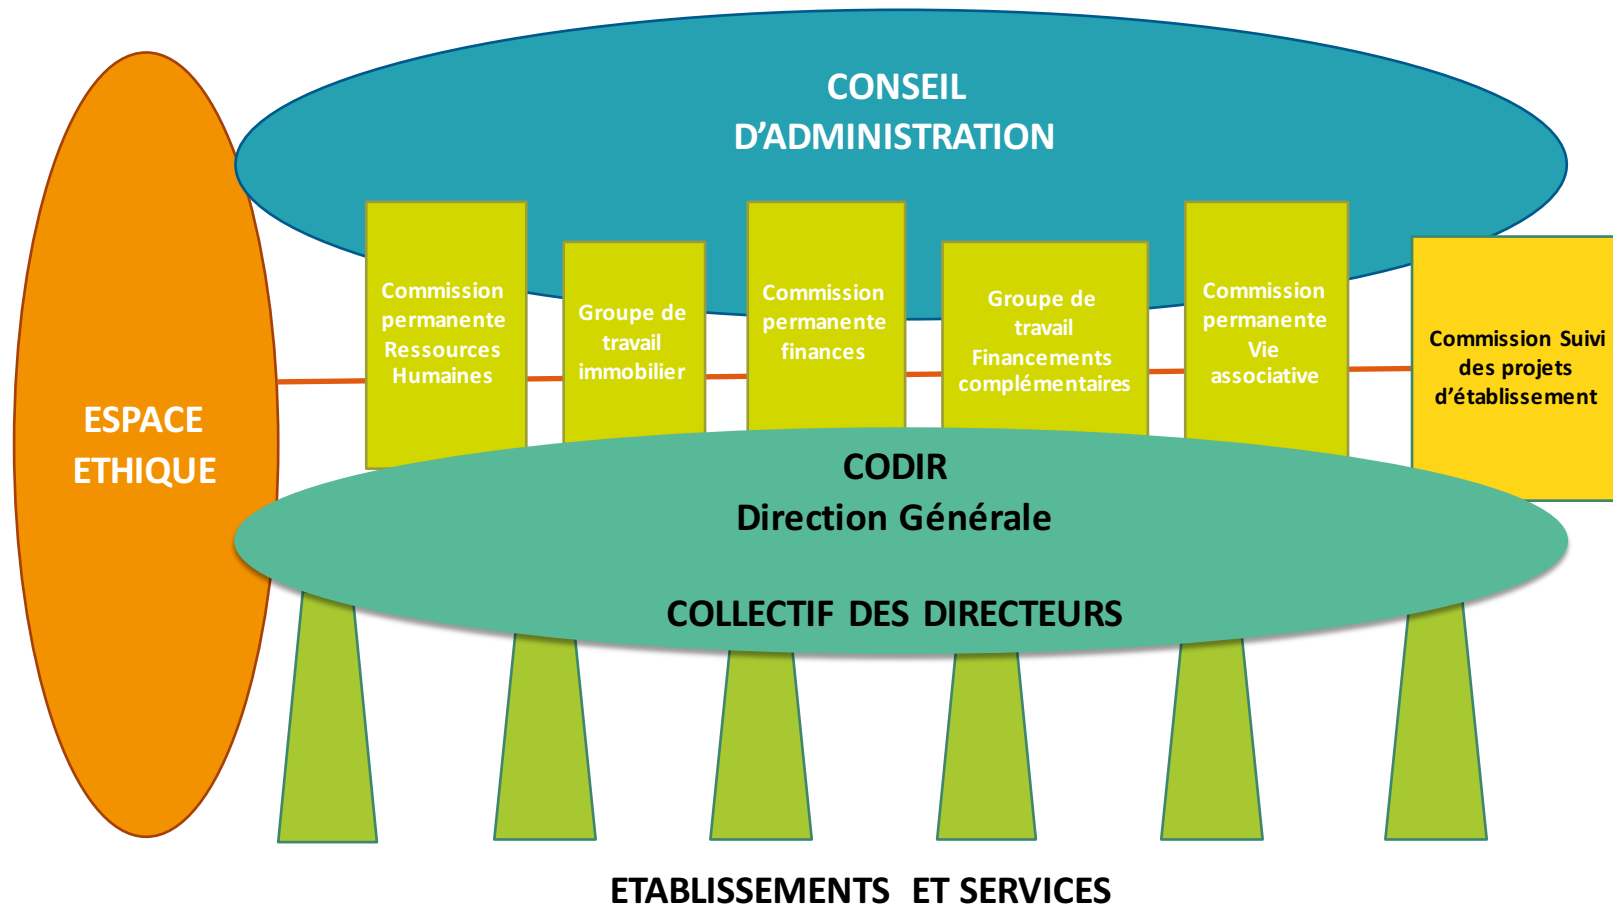 CONSEIL
D’ADMINISTRATION
ESPACE
ETHIQUE
Commission
permanente
Ressources
Humaines
Groupe de
travail
immobilier
Commission
permanente
finances
Groupe de
travail
Financements
complémentaires
Commission
permanente
Vie
associative
Commission Suivi
des projets
d’établissement
CODIR
Direction Générale
COLLECTIF DES DIRECTEURS
ETABLISSEMENTS ET SERVICES